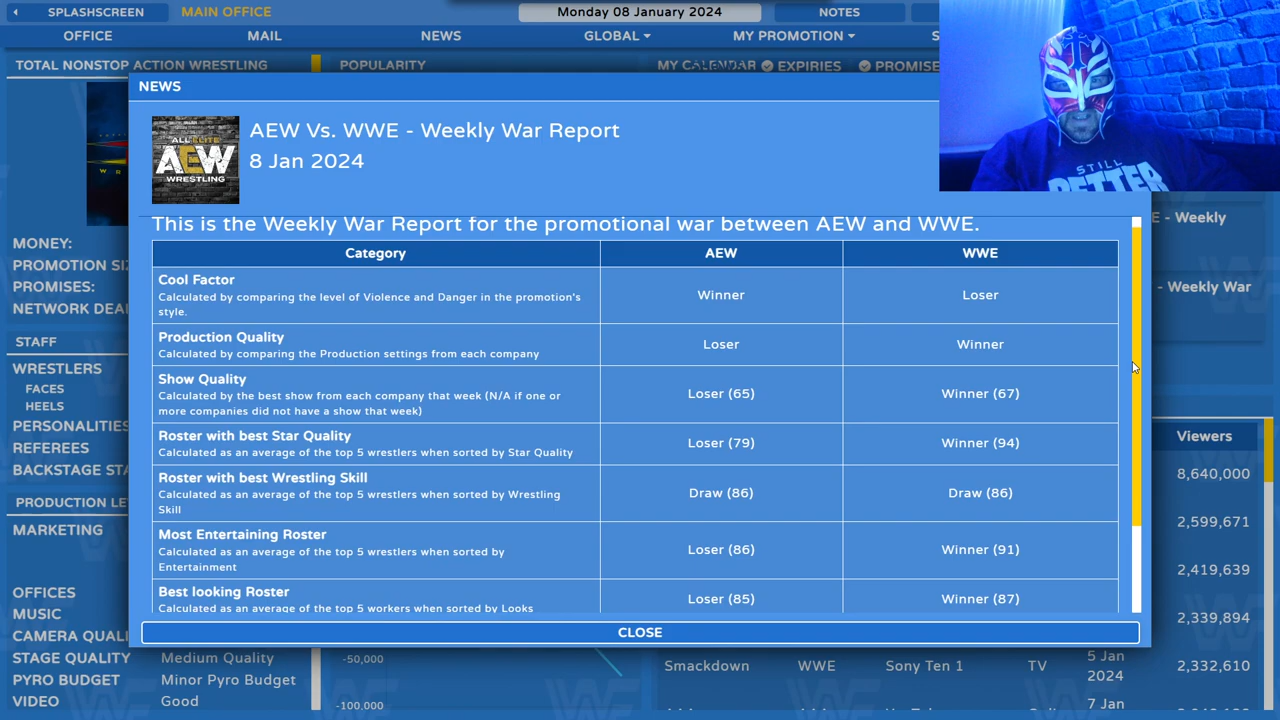 SPLASHSCREEN
MAIN OFFICE
Monday 08 January 2024
NOTES
OFFICE
MAIL
NEWS
GLOBAL
MY PROMOTION
TOTAL NONSTOP ACTION WRESTLING
POPULARITY
EXPIRIES
NEWS
ALL ELITE
AEW
WRESTLING
AEW Vs. WWE - Weekly War Report
8 Jan 2024
STILL
BETTER
This is the Weekly War Report for the promotional war between AEW and WWE.
Category AEW WWE
Cool Factor
Calculated by comparing the level of Violence and Danger in the promotion's
style.
Winner Loser
Production Quality
Calculated by comparing the Production settings from each company
Loser Winner
Show Quality
Calculated by the best show from each company that week (N/A if one or
more companies did not have a show that week)
Loser (65) Winner (67)
Roster with best Star Quality
Calculated as an average of the top 5 wrestlers when sorted by Star Quality
Loser (79) Winner (94)
Roster with best Wrestling Skill
Calculated as an average of the top 5 wrestlers when sorted by Wrestling
Skill
Draw (86) Draw (86)
Most Entertaining Roster
Calculated as an average of the top 5 wrestlers when sorted by
Entertainment
Loser (86) Winner (91)
Best looking Roster
Calculated as an average of the top 5 workers when sorted by Looks
Loser (85) Winner (87)
CLOSE
MONEY:
PROMOTION SI
PROMISES:
NETWORK DEA
STAFF
WRESTLERS
FACES
HEELS
PERSONALITIES
REFEREES
BACKSTAGE STA
PRODUCTION LE
MARKETING
OFFICES
MUSIC
CAMERA QUALI
STAGE QUALITY Medium Quality
PYRO BUDGET Minor Pyro Budget
VIDEO Good
-50,000
-100,000
E - Weekly
- Weekly War
Viewers
8,640,000
2,599,671
2,419,639
2,339,894
Smackdown WWE Sony Ten 1 TV 5 Jan
2024 2,332,610
7 Jan